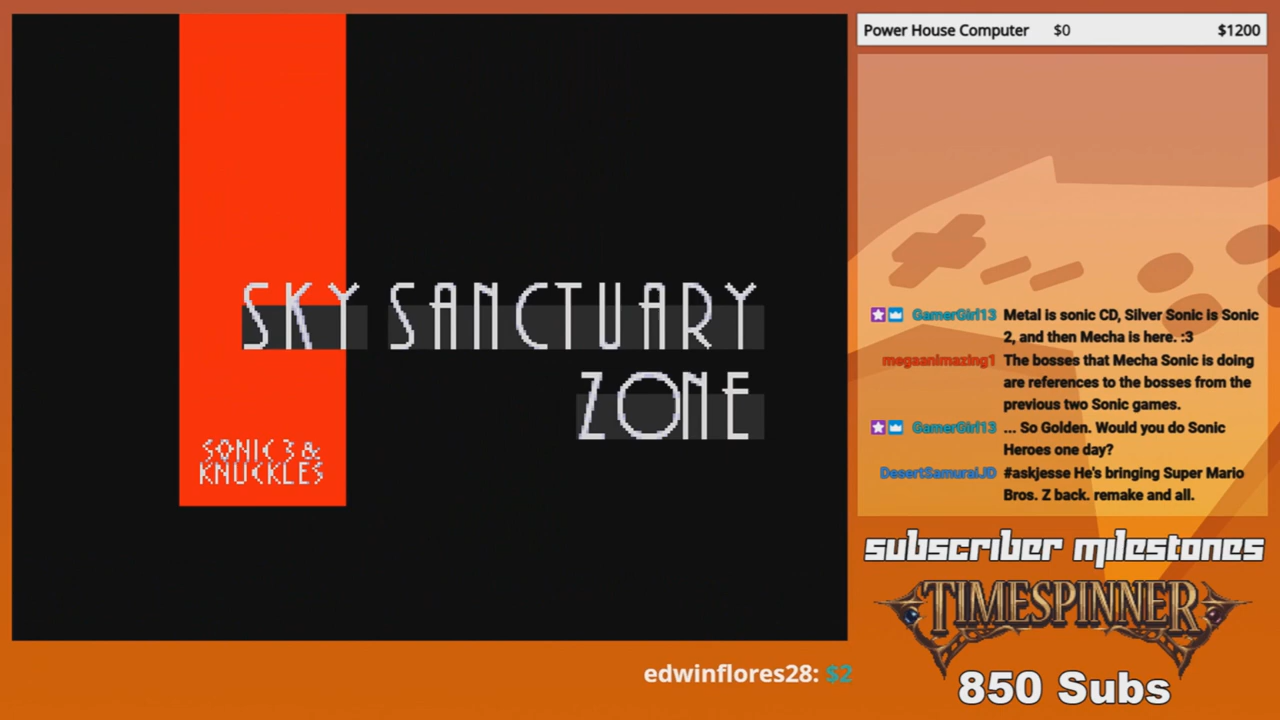 SKY SANCTUARY
ZONE
SONIC 3 &
KNUCKLES
Power House Computer $0 $1200
GamerGirl13 Metal is sonic CD, Silver Sonic is Sonic
2, and then Mecha is here. :3
megaanimazing1 The bosses that Mecha Sonic is doing
are references to the bosses from the
previous two Sonic games.
GamerGirl13 ... So Golden. Would you do Sonic
Heroes one day?
DesertSamuraiJD #askjesse He's bringing Super Mario
Bros. Z back. remake and all.
subscriber milestones
TIMESPINNER
850 Subs
edwinflores28: $2